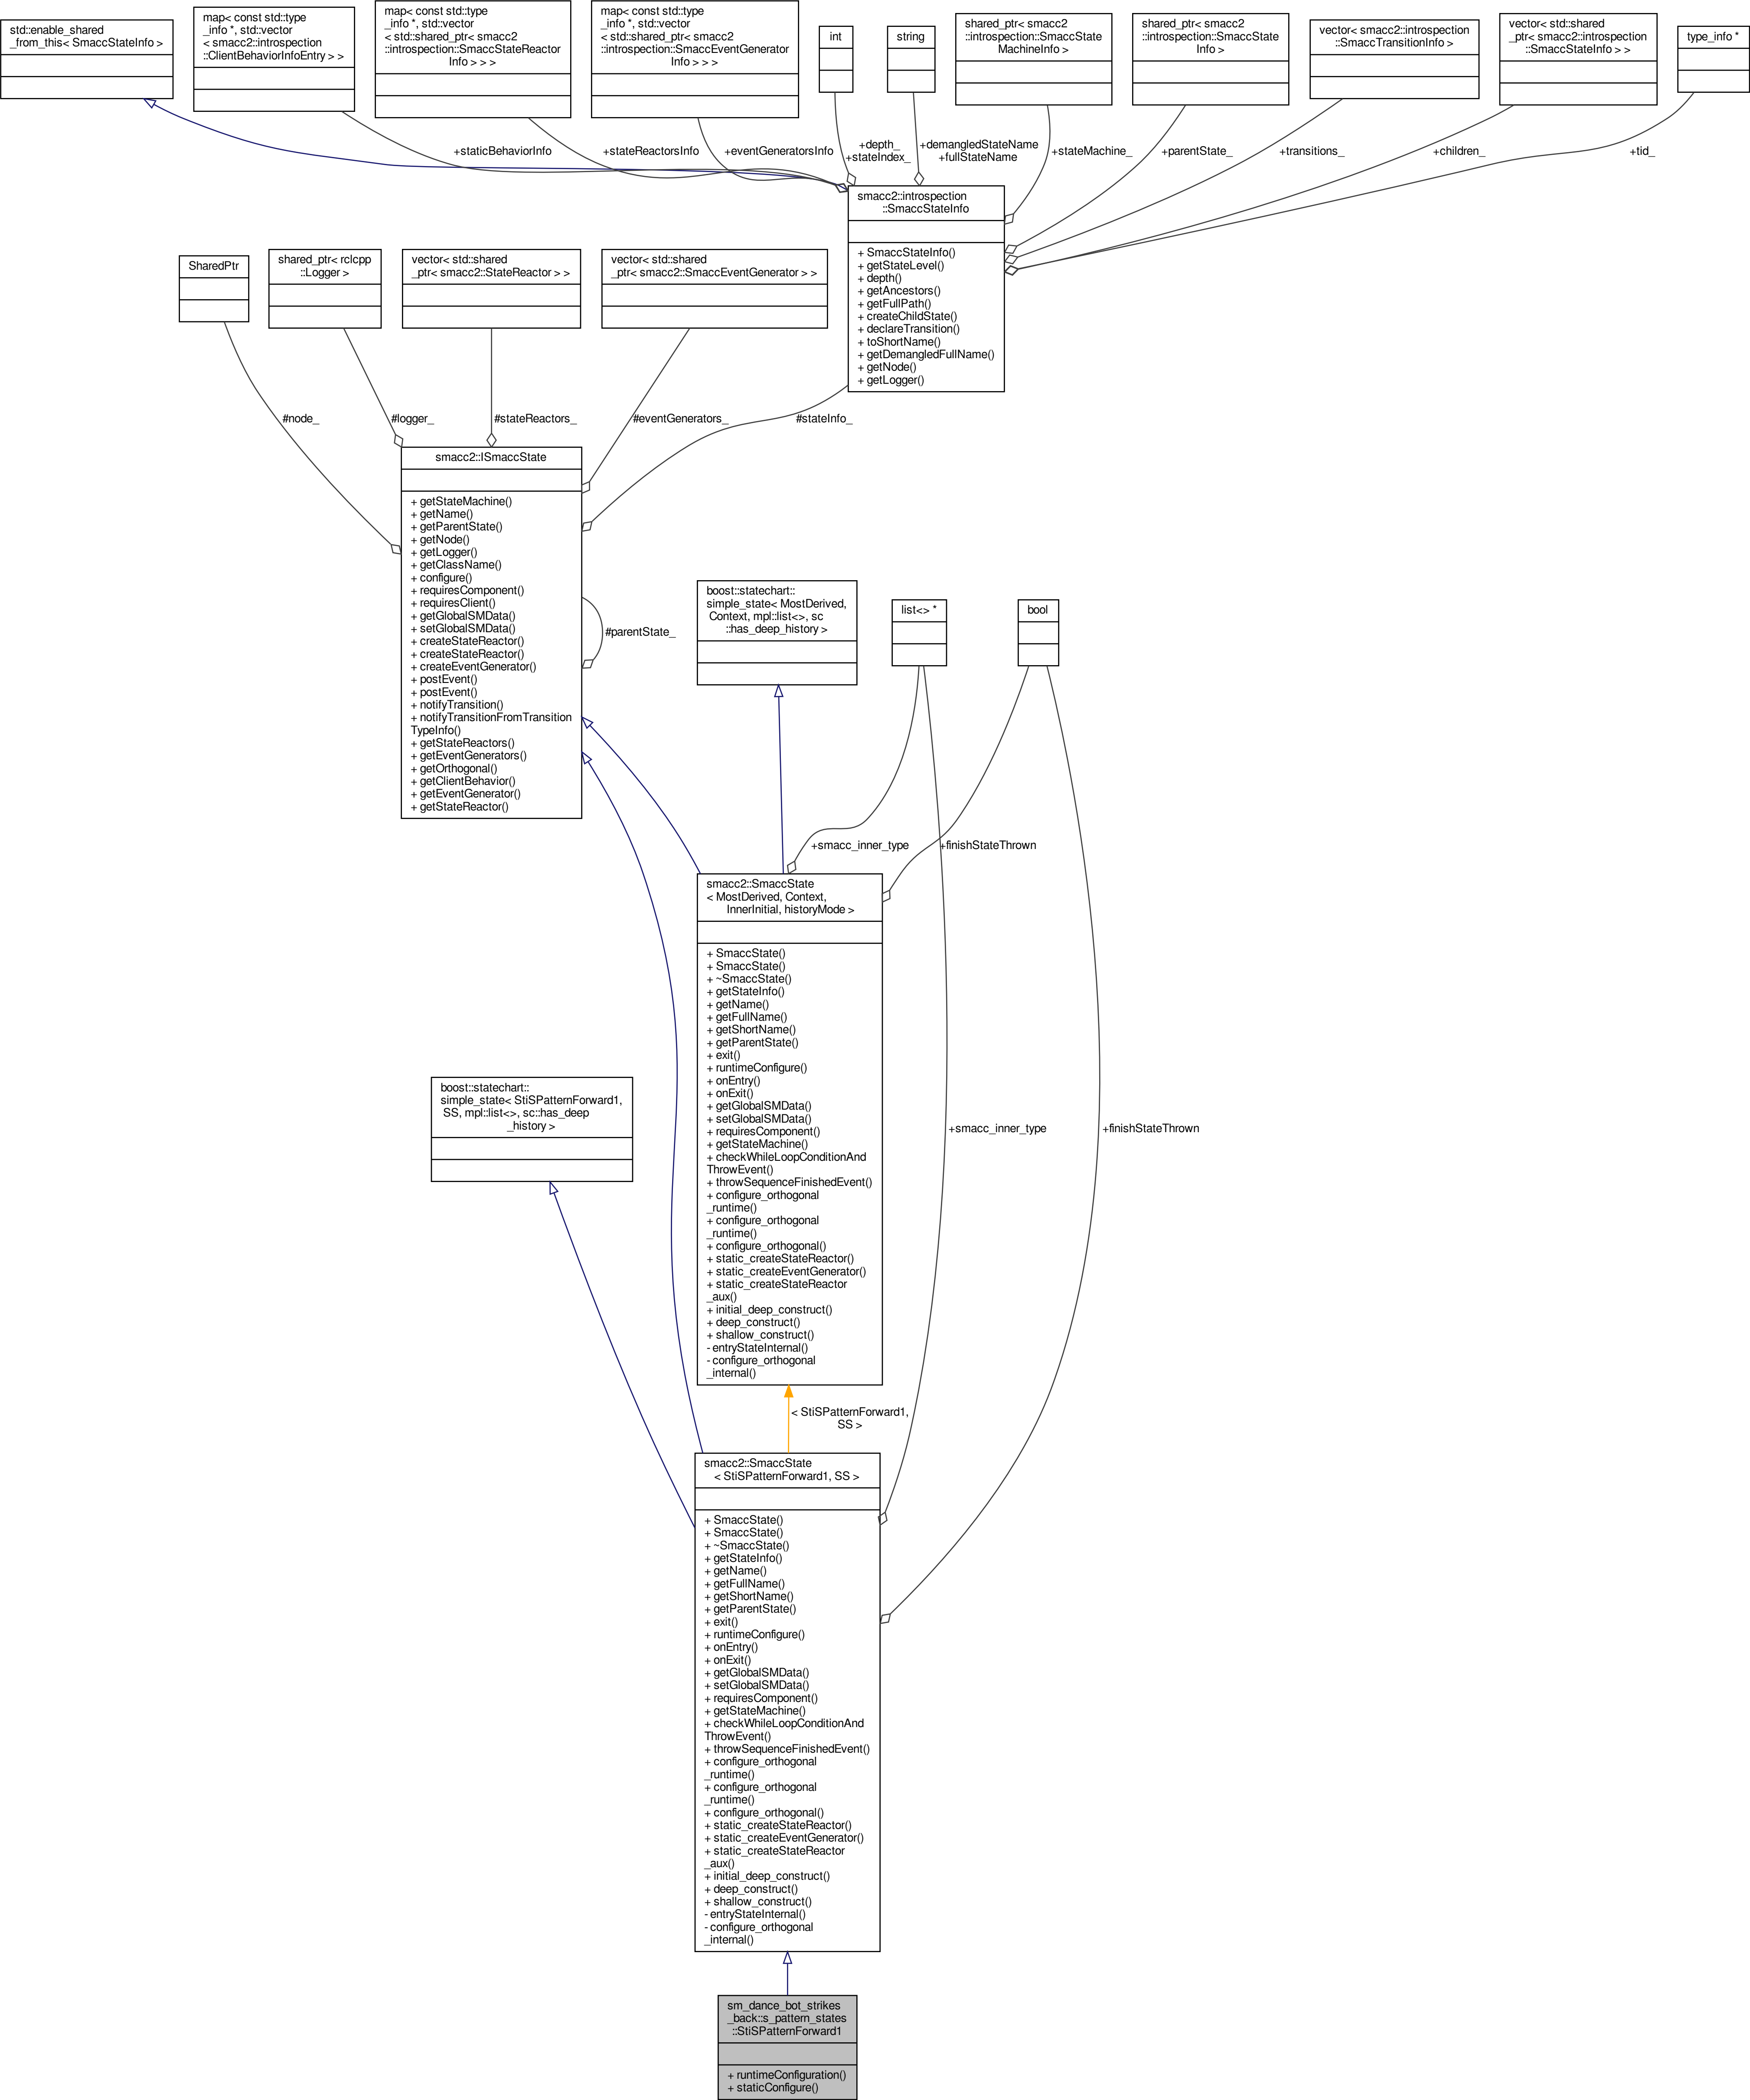 std::enable_shared
_from_this< SmaccStateInfo >
map< const std::type
_info *, std::vector
< smacc2::introspection
::ClientBehaviorInfoEntry > >
map< const std::type
_info *, std::vector
< std::shared_ptr< smacc2
::introspection::SmaccStateReactor
Info > > >
map< const std::type
_info *, std::vector
< std::shared_ptr< smacc2
::introspection::SmaccEventGenerator
Info > > >
int
string
shared_ptr< smacc2
::introspection::SmaccState
MachineInfo >
shared_ptr< smacc2
::introspection::SmaccState
Info >
vector< smacc2::introspection
::SmaccTransitionInfo >
vector< std::shared
_ptr< smacc2::introspection
::SmaccStateInfo > >
type_info *
+staticBehaviorInfo
+stateReactorsInfo
+eventGeneratorsInfo
+depth_
+stateIndex_
+demangledStateName
+fullStateName
+stateMachine_
+parentState_
+transitions_
+children_
+tid_
smacc2::introspection
::SmaccStateInfo
+ SmaccStateInfo()
+ getStateLevel()
+ depth()
+ getAncestors()
+ getFullPath()
+ createChildState()
+ declareTransition()
+ toShortName()
+ getDemangledFullName()
+ getNode()
+ getLogger()
SharedPtr
shared_ptr< rclcpp
::Logger >
vector< std::shared
_ptr< smacc2::StateReactor > >
vector< std::shared
_ptr< smacc2::SmaccEventGenerator > >
#node_
#logger_
#stateReactors_
#eventGenerators_
#stateInfo_
smacc2::ISmaccState
+ getStateMachine()
+ getName()
+ getParentState()
+ getNode()
+ getLogger()
+ getClassName()
+ configure()
+ requiresComponent()
+ requiresClient()
+ getGlobalSMData()
+ setGlobalSMData()
+ createStateReactor()
+ createStateReactor()
+ createEventGenerator()
+ postEvent()
+ postEvent()
+ notifyTransition()
+ notifyTransitionFromTransition
TypeInfo()
+ getStateReactors()
+ getEventGenerators()
+ getOrthogonal()
+ getClientBehavior()
+ getEventGenerator()
+ getStateReactor()
#parentState_
boost::statechart::
simple_state< MostDerived,
Context, mpl::list<>, sc
::has_deep_history >
list<> *
bool
+smacc_inner_type
+finishStateThrown
smacc2::SmaccState
< MostDerived, Context,
InnerInitial, historyMode >
+ SmaccState()
+ SmaccState()
+ ~SmaccState()
+ getStateInfo()
+ getName()
+ getFullName()
+ getShortName()
+ getParentState()
+ exit()
+ runtimeConfigure()
+ onEntry()
+ onExit()
+ getGlobalSMData()
+ setGlobalSMData()
+ requiresComponent()
+ getStateMachine()
+ checkWhileLoopConditionAnd
ThrowEvent()
+ throwSequenceFinishedEvent()
+ configure_orthogonal
_runtime()
+ configure_orthogonal
_runtime()
+ configure_orthogonal()
+ static_createStateReactor()
+ static_createEventGenerator()
+ static_createStateReactor
_aux()
+ initial_deep_construct()
+ deep_construct()
+ shallow_construct()
- entryStateInternal()
- configure_orthogonal
_internal()
boost::statechart::
simple_state< StiSPatternForward1,
SS, mpl::list<>, sc::has_deep
_history >
+smacc_inner_type
+finishStateThrown
< StiSPatternForward1,
SS >
smacc2::SmaccState
< StiSPatternForward1, SS >
+ SmaccState()
+ SmaccState()
+ ~SmaccState()
+ getStateInfo()
+ getName()
+ getFullName()
+ getShortName()
+ getParentState()
+ exit()
+ runtimeConfigure()
+ onEntry()
+ onExit()
+ getGlobalSMData()
+ setGlobalSMData()
+ requiresComponent()
+ getStateMachine()
+ checkWhileLoopConditionAnd
ThrowEvent()
+ throwSequenceFinishedEvent()
+ configure_orthogonal
_runtime()
+ configure_orthogonal
_runtime()
+ configure_orthogonal()
+ static_createStateReactor()
+ static_createEventGenerator()
+ static_createStateReactor
_aux()
+ initial_deep_construct()
+ deep_construct()
+ shallow_construct()
- entryStateInternal()
- configure_orthogonal
_internal()
sm_dance_bot_strikes
_back::s_pattern_states
::StiSPatternForward1
+ runtimeConfiguration()
+ staticConfigure()